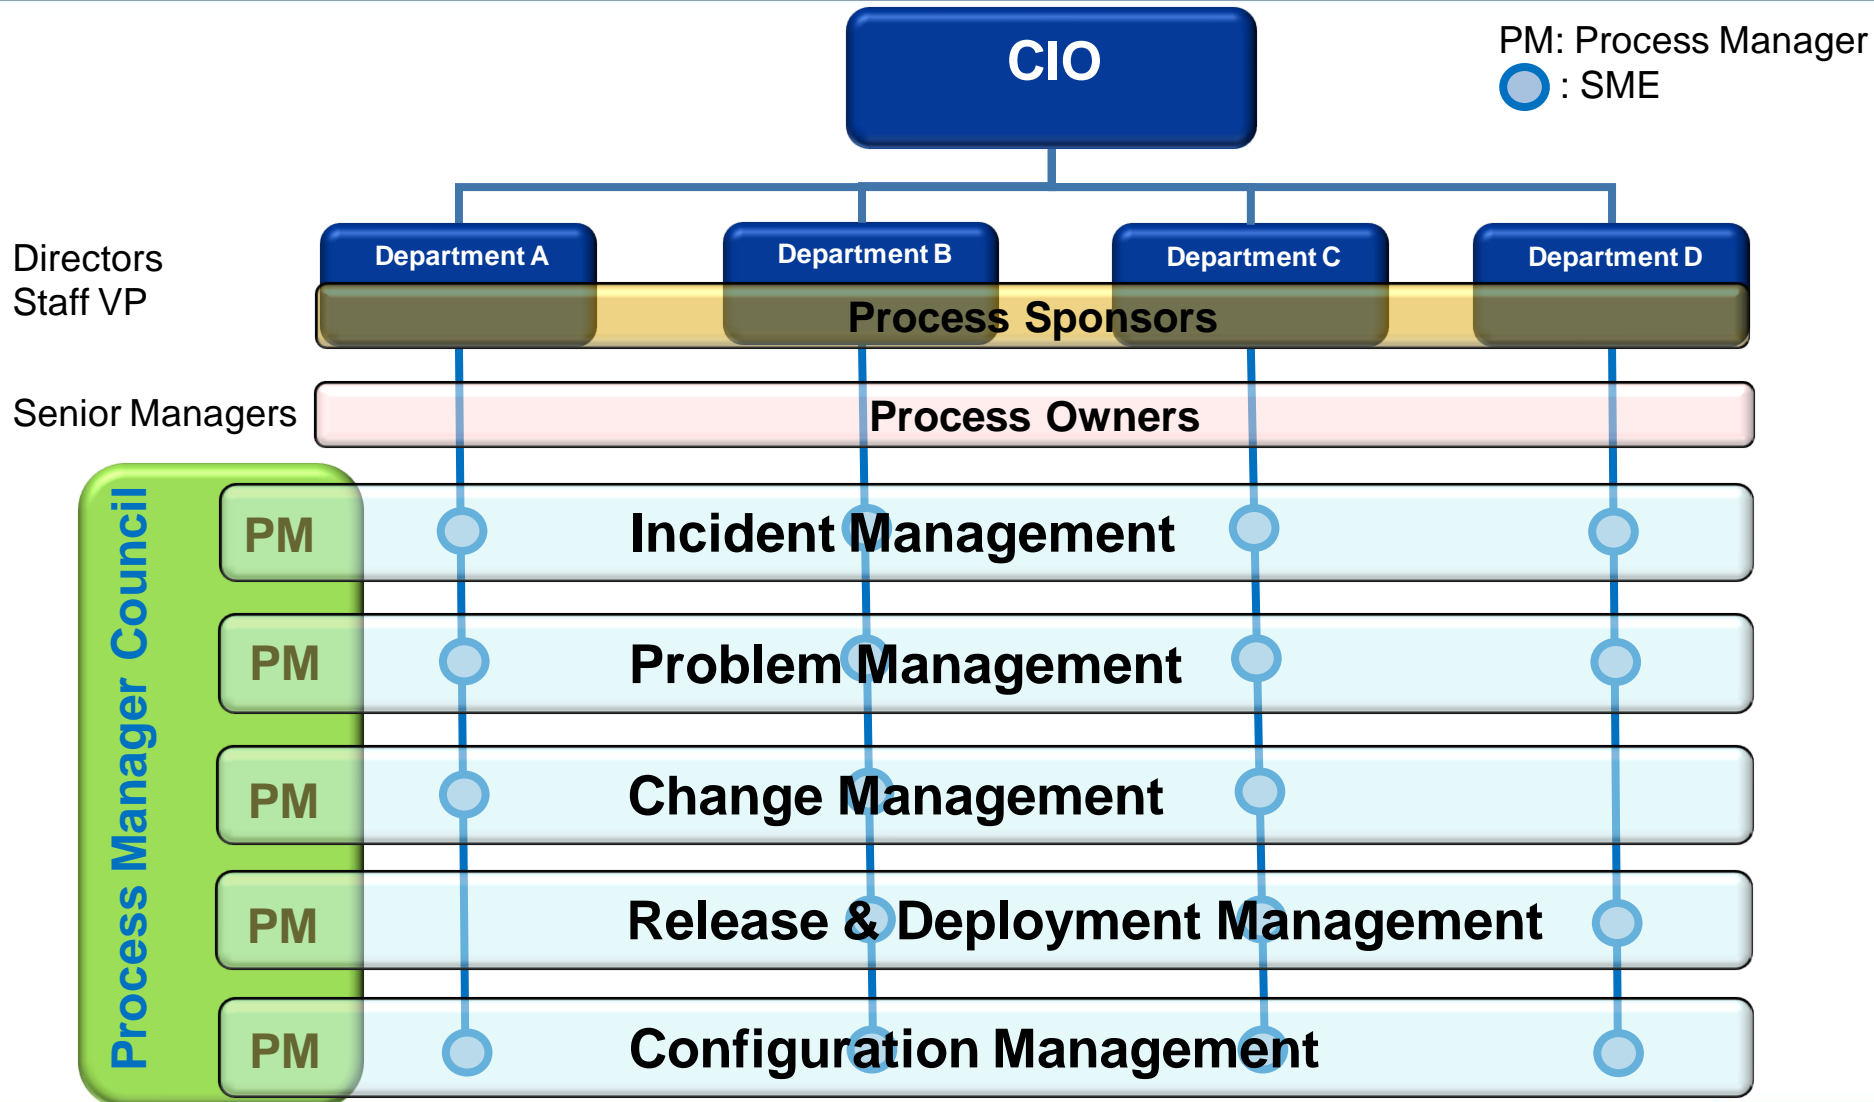 CIO
PM: Process Manager
: SME
Directors
Staff VP
Department A
Department B
Department C
Department D
Process Sponsors
Senior Managers
Process Owners
Process Manager Council
PM
Incident Management
PM
Problem Management
PM
Change Management
PM
Release & Deployment Management
PM
Configuration Management